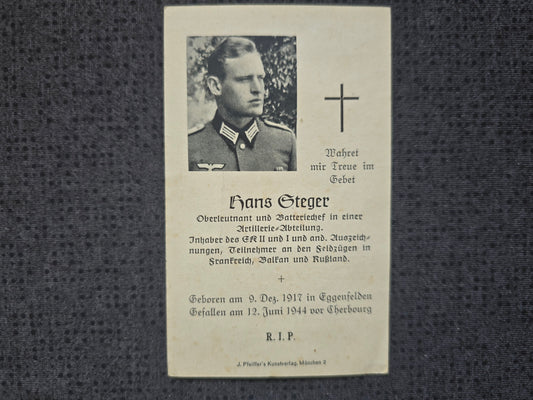 Wahret
mir Treue im
Gebet
Hans Steger
Oberleutnant und Batteriechef in einer
Artillerie-Abteilung.
Inhaber des EK II und I und and. Auszeich-
nungen, Teilnehmer an den Feldzügen in
Frankreich, Balkan und Rußland.
Geboren am 9. Dez. 1917 in Eggenfelden
Gefallen am 12. Juni 1944 vor Cherbourg
R. I. P.
J. Pfeiffer's Kunstverlag, München 2